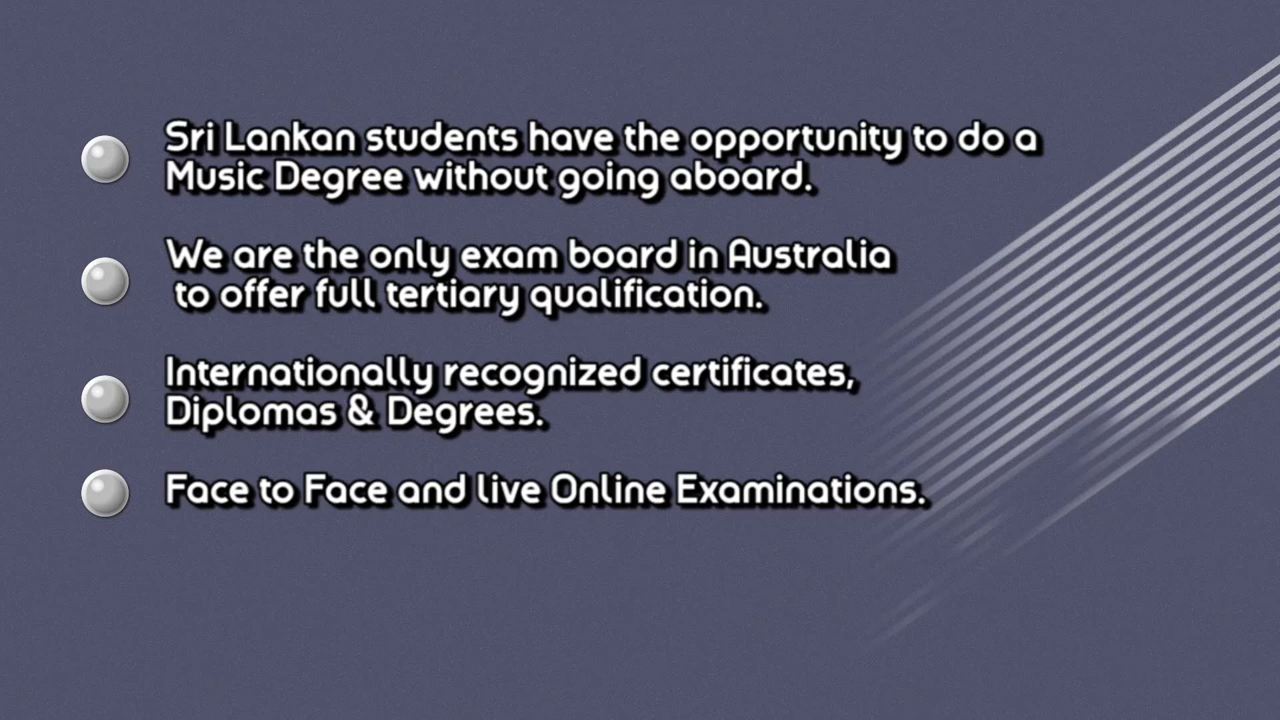 Sri Lankan students have the opportunity to do a
Music Degree without going aboard.
We are the only exam board in Australia
to offer full tertiary qualification.
Internationally recognized certificates,
Diplomas & Degrees.
Face to Face and live Online Examinations.